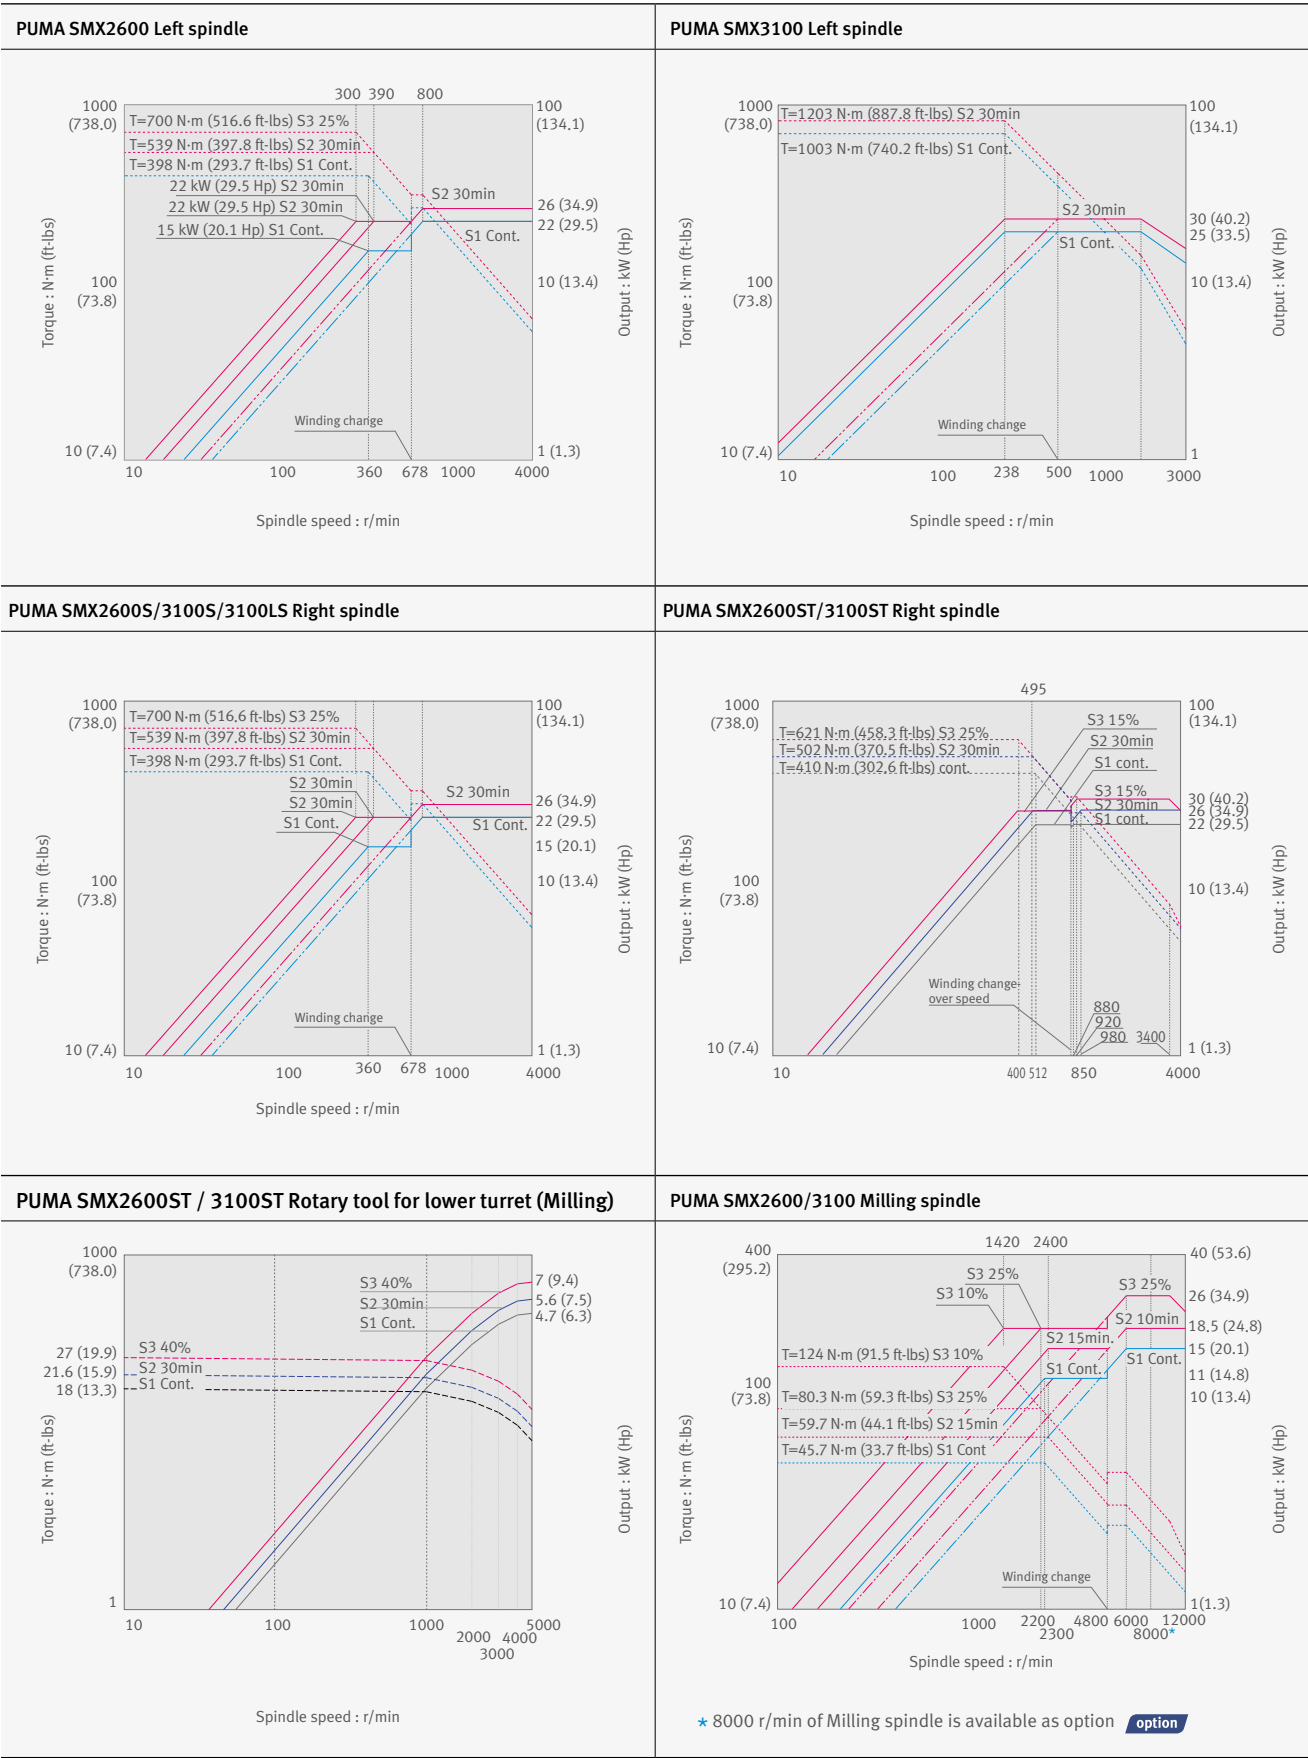 PUMA SMX2600 Left spindle
300 390 800
1000
(738.0)
100
(134.1)
T=700 N·m (516.6 ft-lbs) S3 25%
T=539 N·m (397.8 ft-lbs) S2 30min
T=398 N·m (293.7 ft-lbs) S1 Cont.
22 kW (29.5 Hp) S2 30min
22 kW (29.5 Hp) S2 30min
15 kW (20.1 Hp) S1 Cont.
S2 30min
S1 Cont.
26 (34.9)
22 (29.5)
10 (13.4)
100
(73.8)
Torque : N·m (ft-lbs)
Output : kW (Hp)
Winding change
10 (7.4)
1 (1.3)
10 100 360 678 1000 4000
Spindle speed : r/min
PUMA SMX3100 Left spindle
1000
(738.0)
100
(134.1)
T=1203 N·m (887.8 ft-lbs) S2 30min
T=1003 N·m (740.2 ft-lbs) S1 Cont.
S2 30min
S1 Cont.
30 (40.2)
25 (33.5)
10 (13.4)
100
(73.8)
Torque : N·m (ft-lbs)
Output : kW (Hp)
Winding change
10 (7.4)
1
10 100 238 500 1000 3000
Spindle speed : r/min
PUMA SMX2600S/3100S/3100LS Right spindle
1000
(738.0)
100
(134.1)
T=700 N·m (516.6 ft-lbs) S3 25%
T=539 N·m (397.8 ft-lbs) S2 30min
T=398 N·m (293.7 ft-lbs) S1 Cont.
S2 30min
S2 30min
S1 Cont.
S2 30min
S1 Cont.
26 (34.9)
22 (29.5)
15 (20.1)
10 (13.4)
100
(73.8)
Torque : N·m (ft-lbs)
Output : kW (Hp)
Winding change
10 (7.4)
1 (1.3)
10 100 360 678 1000 4000
Spindle speed : r/min
PUMA SMX2600ST/3100ST Right spindle
495
1000
(738.0)
100
(134.1)
T=621 N·m (458.3 ft-lbs) S3 25%
T=502 N·m (370.5 ft-lbs) S2 30min
T=410 N·m (302.6 ft-lbs) cont.
S3 15%
S2 30min
S1 cont.
S3 15%
S2 30min
S1 cont.
30 (40.2)
26 (34.9)
22 (29.5)
10 (13.4)
100
(73.8)
Torque : N·m (ft-lbs)
Output : kW (Hp)
Winding change-
over speed
880
920
980 3400
10 (7.4)
1 (1.3)
10 400 512 850 4000
PUMA SMX2600ST / 3100ST Rotary tool for lower turret (Milling)
1000
(738.0)
S3 40%
S2 30min
S1 Cont.
7 (9.4)
5.6 (7.5)
4.7 (6.3)
27 (19.9)
21.6 (15.9)
18 (13.3)
S3 40%
S2 30min
S1 Cont.
Torque : N·m (ft-lbs)
Output : kW (Hp)
1
10 100 1000 5000
2000 4000
3000
Spindle speed : r/min
PUMA SMX2600/3100 Milling spindle
1420 2400
400
(295.2)
40 (53.6)
S3 25%
S3 10%
S3 25%
S2 10min
S2 15min.
S1 Cont.
S1 Cont.
26 (34.9)
18,5 (24.8)
15 (20.1)
11 (14.8)
10 (13.4)
T=124 N·m (91.5 ft-lbs) S3 10%
T=80.3 N·m (59.3 ft-lbs) S3 25%
T=59.7 N·m (44.1 ft-lbs) S2 15min
T=45.7 N·m (33.7 ft-lbs) S1 Cont
100
(73.8)
Torque : N·m (ft-lbs)
Output : kW (Hp)
Winding change
10 (7.4)
1(1.3)
100 1000 2200 4800 6000 12000
2300 8000*
Spindle speed : r/min
* 8000 r/min of Milling spindle is available as option option